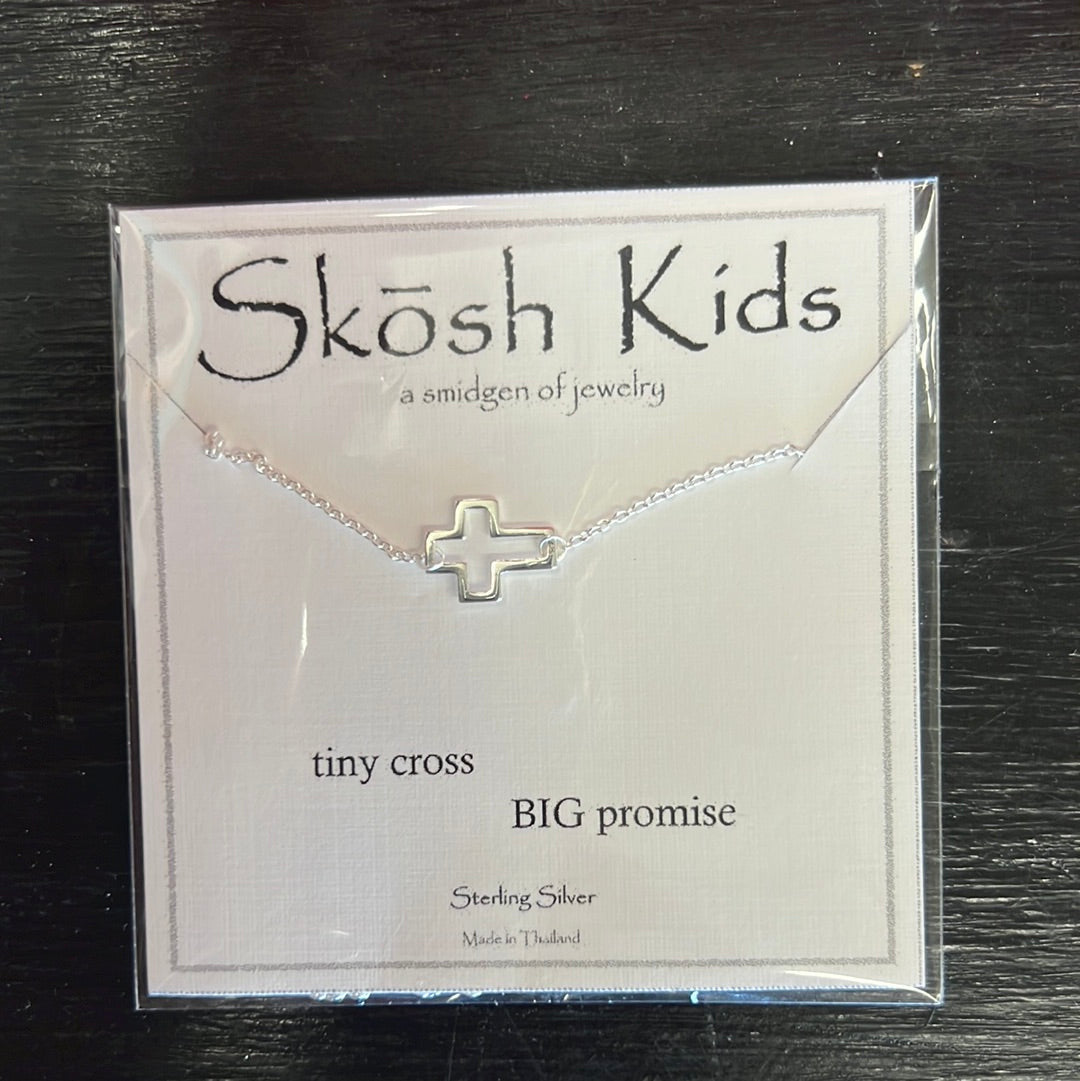 Skōsh Kids
a smidgen of jewelry
tiny cross
BIG promise
Sterling Silver
Made in Thailand